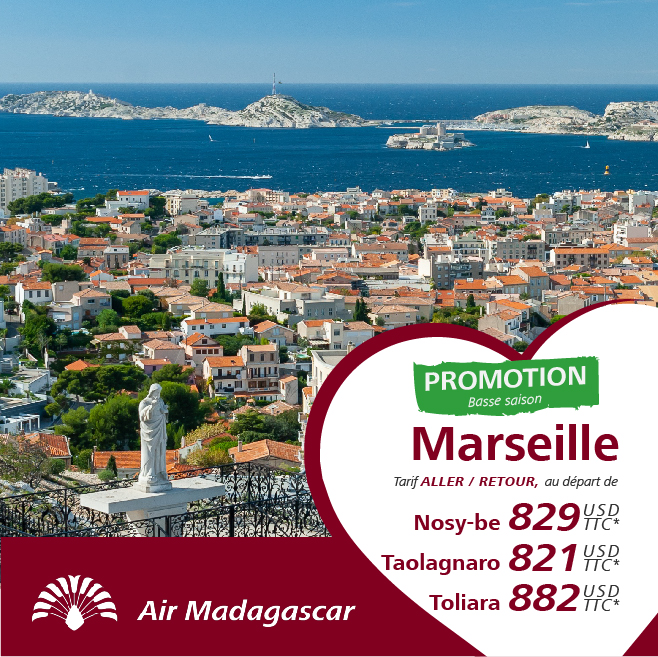 PROMOTION
Basse saison
Marseille
Tarif ALLER / RETOUR, au départ de
Nosy-be 829 USD TTC*
Taolagnaro 821 USD TTC*
Toliara 882 USD TTC*
Air Madagascar